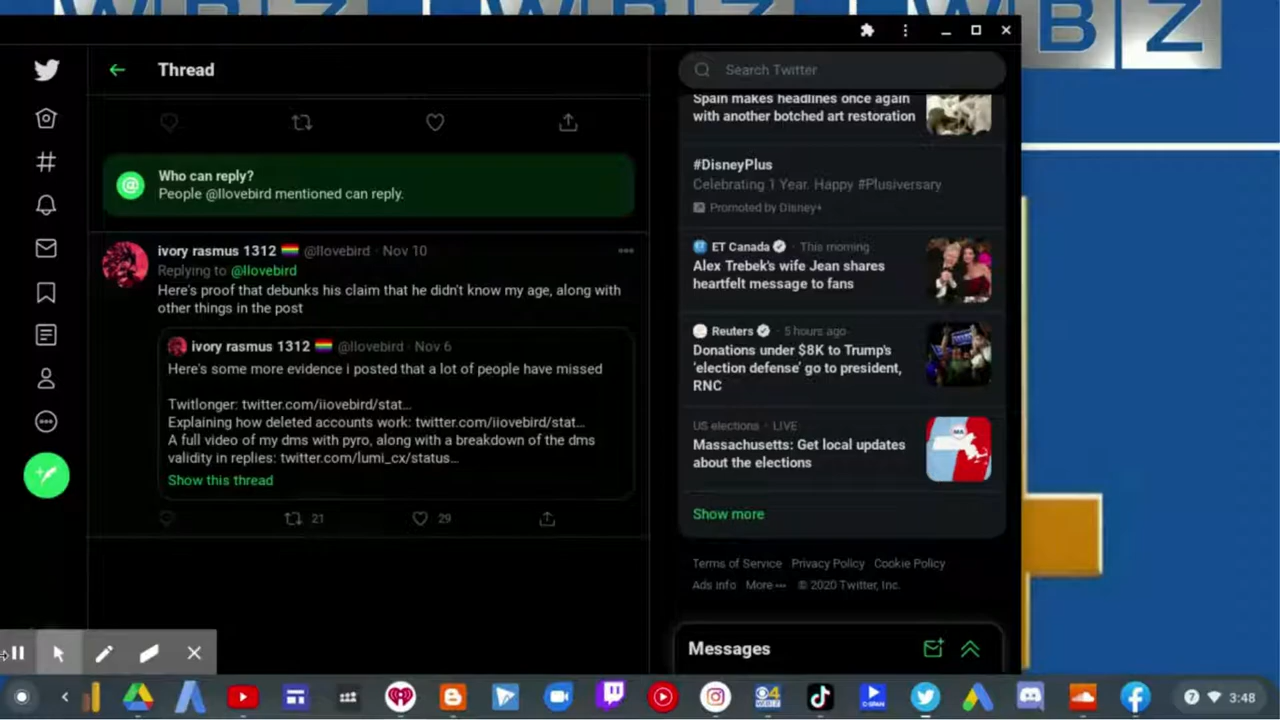 WBZ
Thread
Search Twitter
Who can reply?
People @Ilovebird mentioned can reply.
ivory rasmus 1312 🏳️‍🌈 @Ilovebird · Nov 10
Replying to @Ilovebird
Here's proof that debunks his claim that he didn't know my age, along with
other things in the post
ivory rasmus 1312 🏳️‍🌈 @Ilovebird · Nov 6
Here's some more evidence i posted that a lot of people have missed
Twitlonger: twitter.com/iiovebird/stat...
Explaining how deleted accounts work: twitter.com/iiovebird/stat...
A full video of my dms with pyro, along with a breakdown of the dms
validity in replies: twitter.com/lumi_cx/status...
Show this thread
21
29
Spain makes headlines once again
with another botched art restoration
#DisneyPlus
Celebrating 1 Year. Happy #Plusiversary
Promoted by Disney+
ET Canada · This morning
Alex Trebek's wife Jean shares
heartfelt message to fans
Reuters · 5 hours ago
Donations under $8K to Trump's
'election defense' go to president,
RNC
US elections · LIVE
Massachusetts: Get local updates
about the elections
MA
Show more
Terms of Service Privacy Policy Cookie Policy
Ads info More ··· © 2020 Twitter, Inc.
Messages
7
3:48